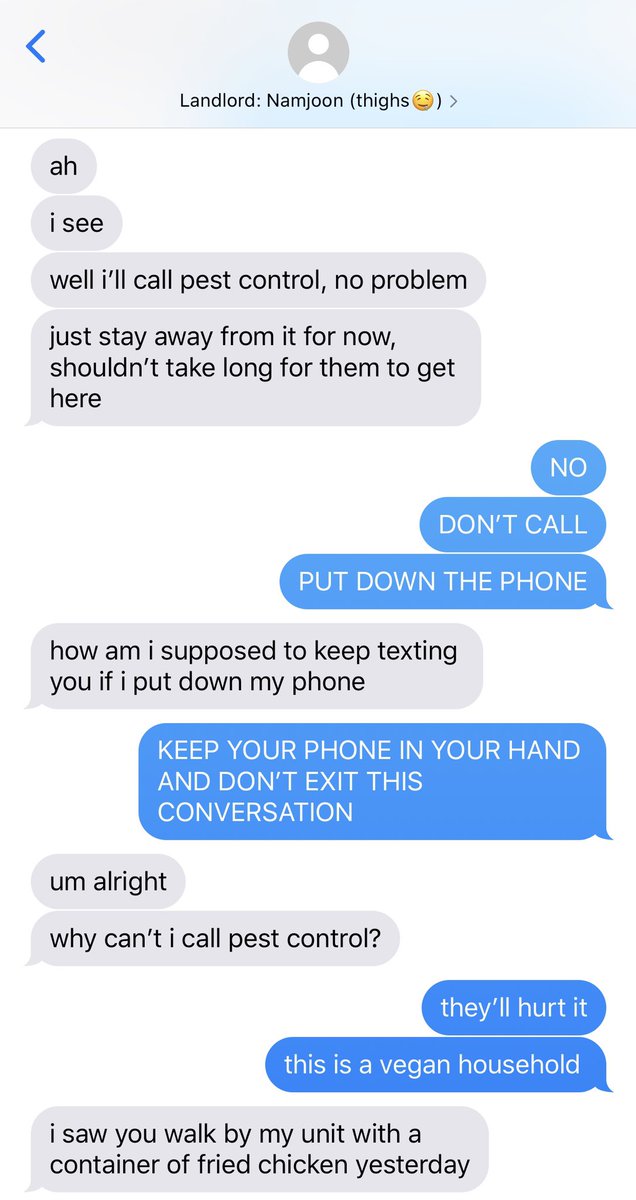 Landlord: Namjoon (thighs🤤)
ah
i see
well i’ll call pest control, no problem
just stay away from it for now,
shouldn’t take long for them to get
here
NO
DON’T CALL
PUT DOWN THE PHONE
how am i supposed to keep texting
you if i put down my phone
KEEP YOUR PHONE IN YOUR HAND
AND DON’T EXIT THIS
CONVERSATION
um alright
why can’t i call pest control?
they’ll hurt it
this is a vegan household
i saw you walk by my unit with a
container of fried chicken yesterday